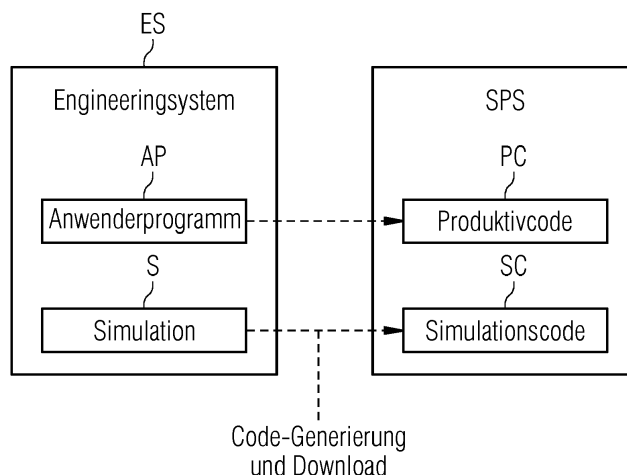 ES
Engineeringsystem
SPS
AP
PC
Anwenderprogramm
Produktivcode
S
SC
Simulation
Simulationscode
Code-Generierung
und Download